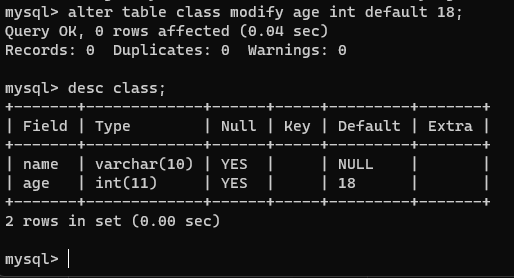 mysql> alter table class modify age int default 18;
Query OK, 0 rows affected (0.04 sec)
Records: 0  Duplicates: 0  Warnings: 0
mysql> desc class;
+-------+-------------+------+-----+---------+-------+
| Field | Type        | Null | Key | Default | Extra |
+-------+-------------+------+-----+---------+-------+
| name  | varchar(10) | YES  |     | NULL    |       |
| age   | int(11)     | YES  |     | 18      |       |
+-------+-------------+------+-----+---------+-------+
2 rows in set (0.00 sec)
mysql>